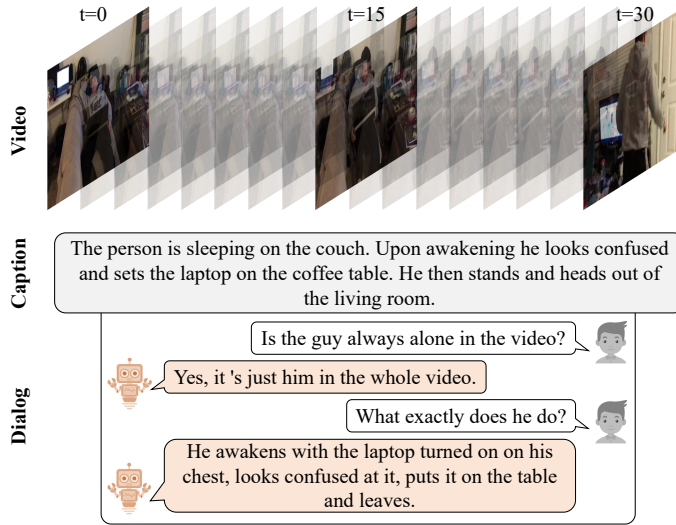 t=0
t=15
t=30
Video
Caption
The person is sleeping on the couch. Upon awakening he looks confused
and sets the laptop on the coffee table. He then stands and heads out of
the living room.
Dialog
Is the guy always alone in the video?
Yes, it 's just him in the whole video.
What exactly does he do?
He awakens with the laptop turned on on his
chest, looks confused at it, puts it on the table
and leaves.